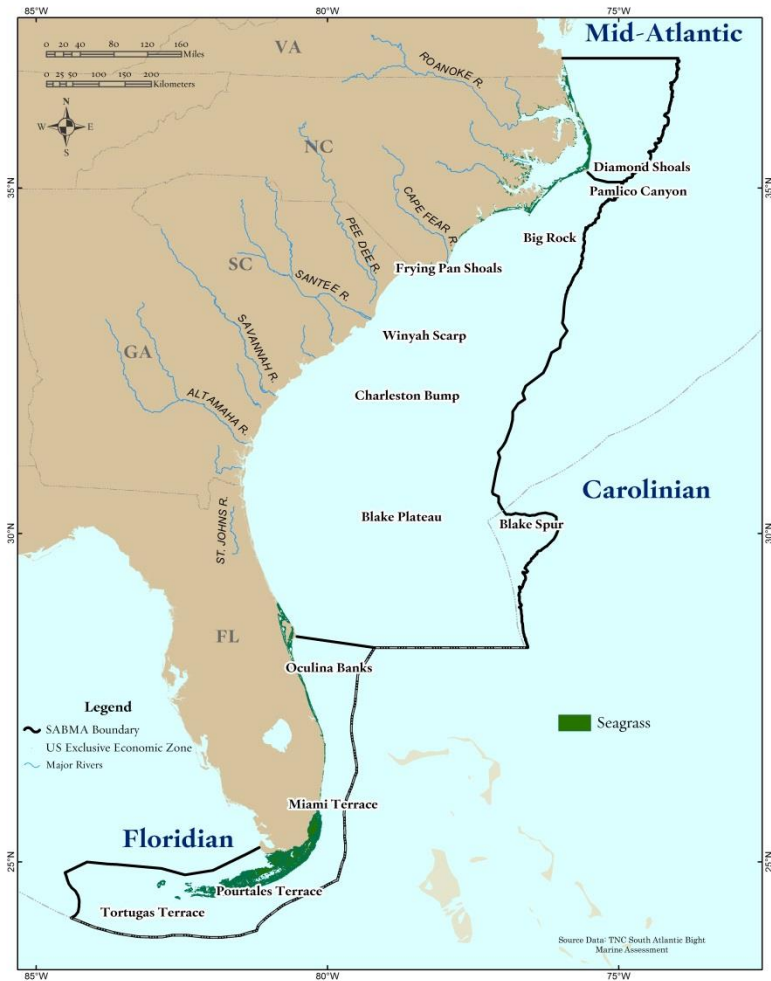 85°W
80°W
75°W
Mid-Atlantic
0 20 40 80 120 160
Miles
0 25 50 100 150 200
Kilometers
N
W E
S
VA
ROANOKE R.
NC
Diamond Shoals
Pamlico Canyon
35°N
35°N
CAPE FEAR R.
PEE DEE R.
Big Rock
SC
Frying Pan Shoals
SANTEE R.
Winyah Scarp
SAVANNAH R.
GA
Charleston Bump
ALTAMAHA R.
Carolinian
Blake Plateau
Blake Spur
ST. JOHNS R.
30°N
30°N
FL
Oculina Banks
Legend
SABMA Boundary
US Exclusive Economic Zone
Major Rivers
Seagrass
Miami Terrace
Floridian
25°N
25°N
Pourtales Terrace
Tortugas Terrace
Source Data: TNC South Atlantic Bight
Marine Assessment
85°W
80°W
75°W